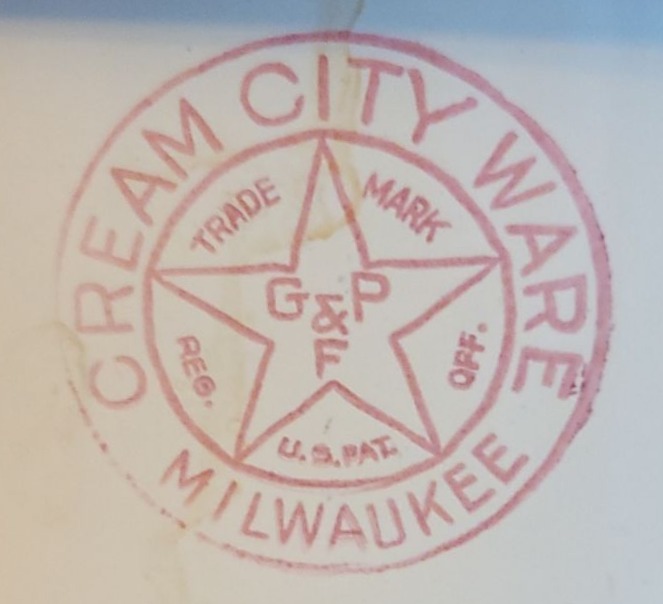 CREAM CITY WARE
TRADE MARK
G & P
F
REG. U.S. PAT. OFF.
MILWAUKEE